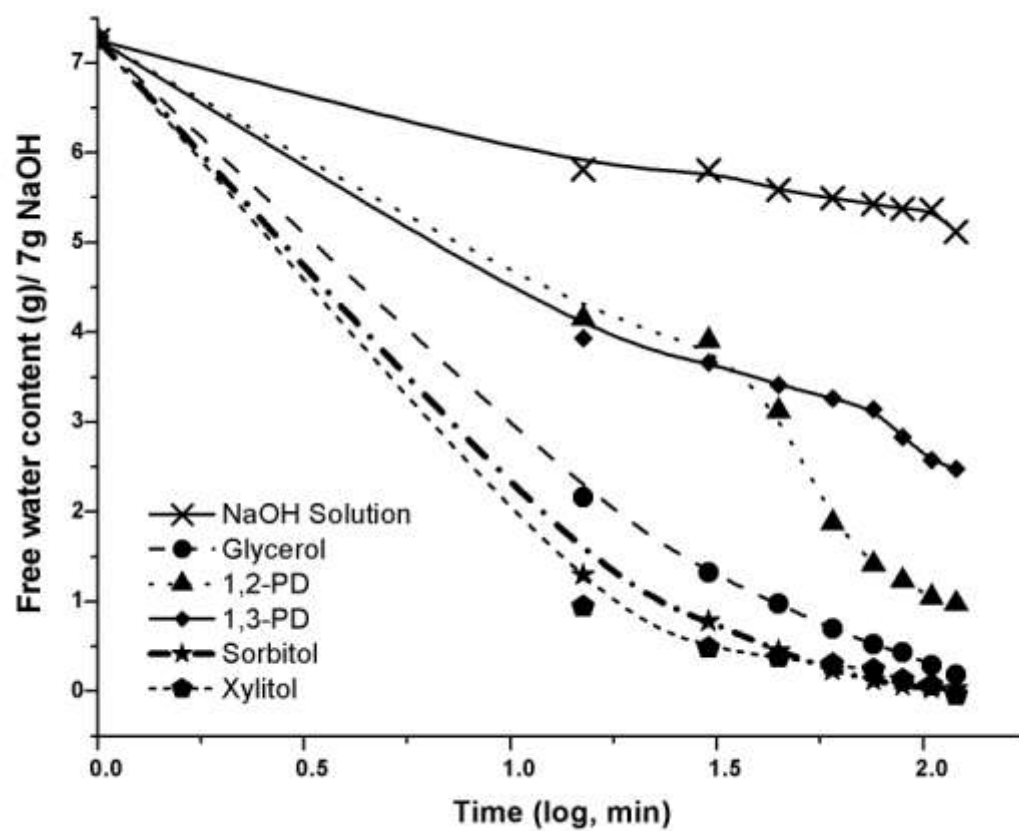 Free water content (g)/ 7g NaOH
7
6
5
4
3
2
1
0
NaOH Solution
Glycerol
1,2-PD
1,3-PD
Sorbitol
Xylitol
0.0 0.5 1.0 1.5 2.0
Time (log, min)